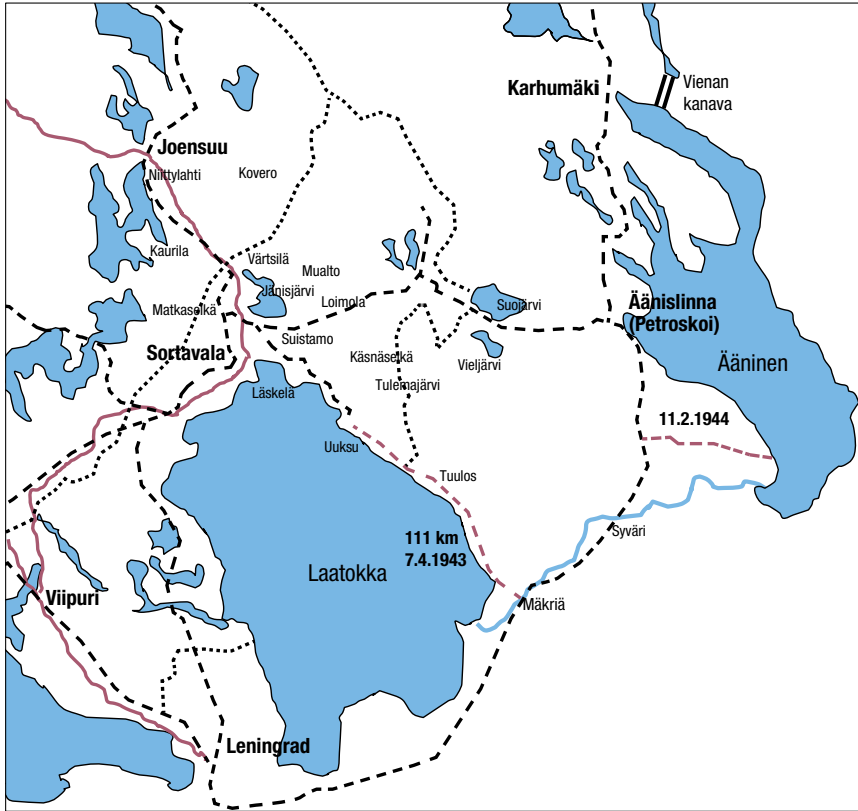 Karhumäki
Vienan
kanava
Joensuu
Niittylahti
Kovero
Kaurila
Värtsilä
Mualto
Jänisjärvi
Loimola
Suojärvi
Matkaselkä
Äänislinna
(Petroskoi)
Suistamo
Sortavala
Käsnäselkä
Vieljärvi
Ääninen
Tulemajärvi
Läskelä
11.2.1944
Uuksu
Tuulos
111 km
7.4.1943
Syväri
Laatokka
Viipuri
Mäkriä
Leningrad